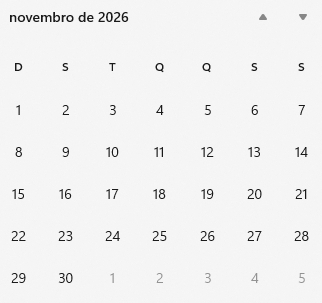 novembro de 2026
D S T Q Q S S
1 2 3 4 5 6 7
8 9 10 11 12 13 14
15 16 17 18 19 20 21
22 23 24 25 26 27 28
29 30 1 2 3 4 5